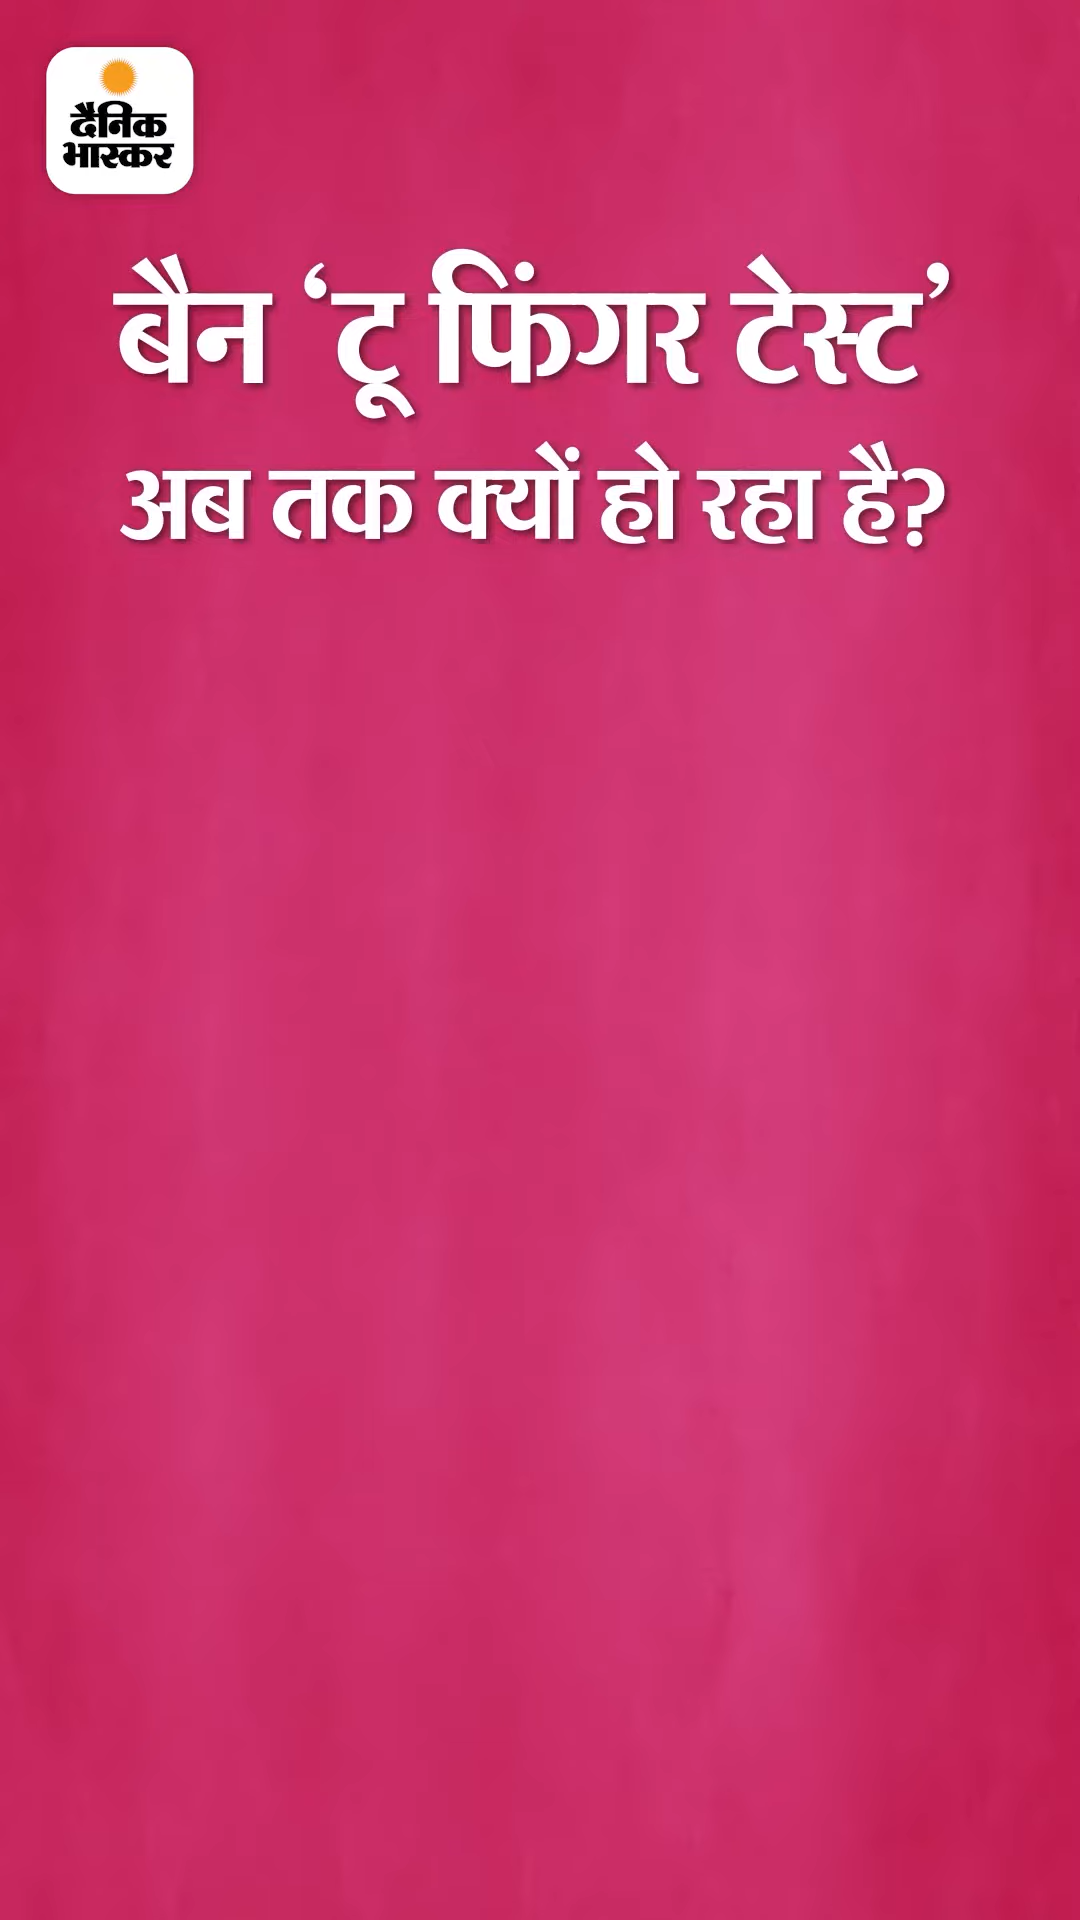 दैनिक
भास्कर
बैन ‘टू फिंगर टेस्ट’
अब तक क्यों हो रहा है?